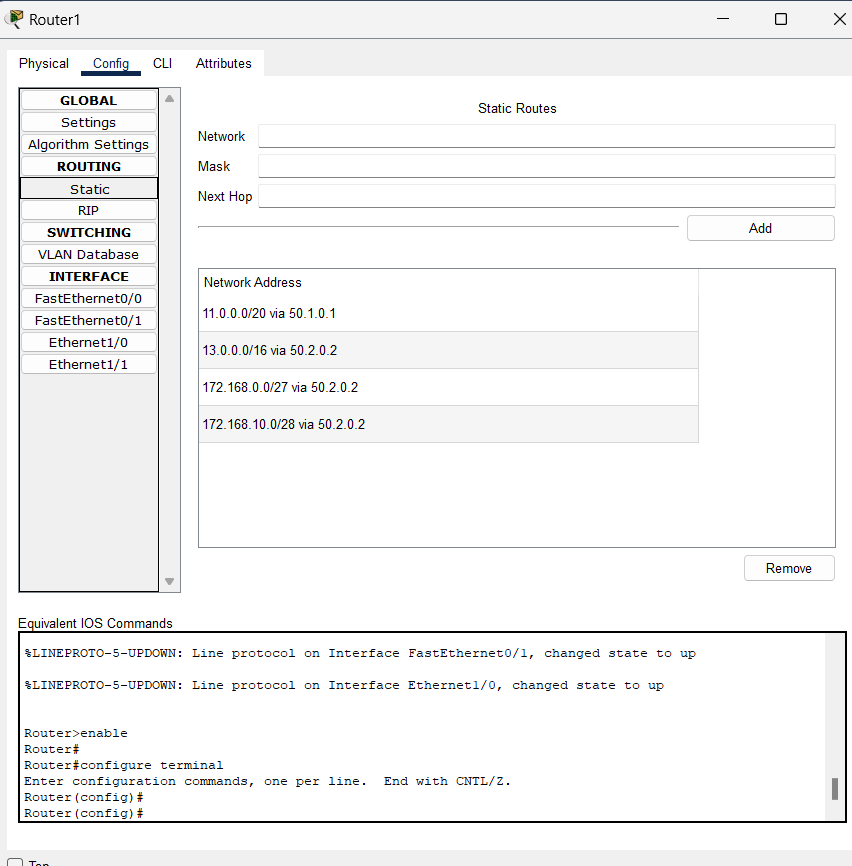 Router1
Physical Config CLI Attributes
GLOBAL
Settings
Algorithm Settings
ROUTING
Static
RIP
SWITCHING
VLAN Database
INTERFACE
FastEthernet0/0
FastEthernet0/1
Ethernet1/0
Ethernet1/1
Static Routes
Network
Mask
Next Hop
Add
Network Address
11.0.0.0/20 via 50.1.0.1
13.0.0.0/16 via 50.2.0.2
172.168.0.0/27 via 50.2.0.2
172.168.10.0/28 via 50.2.0.2
Remove
Equivalent IOS Commands
%LINEPROTO-5-UPDOWN: Line protocol on Interface FastEthernet0/1, changed state to up
%LINEPROTO-5-UPDOWN: Line protocol on Interface Ethernet1/0, changed state to up
Router>enable
Router#
Router#configure terminal
Enter configuration commands, one per line.  End with CNTL/Z.
Router(config)#
Router(config)#
Top